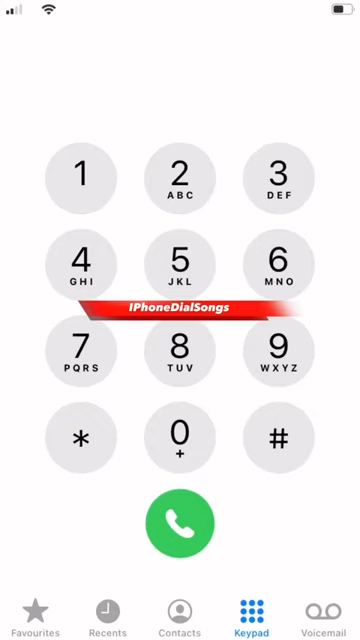 1
2
ABC
3
DEF
4
GHI
5
JKL
6
MNO
IPhoneDialSongs
7
PQRS
8
TUV
9
WXYZ
*
0
+
#
Favourites
Recents
Contacts
Keypad
Voicemail